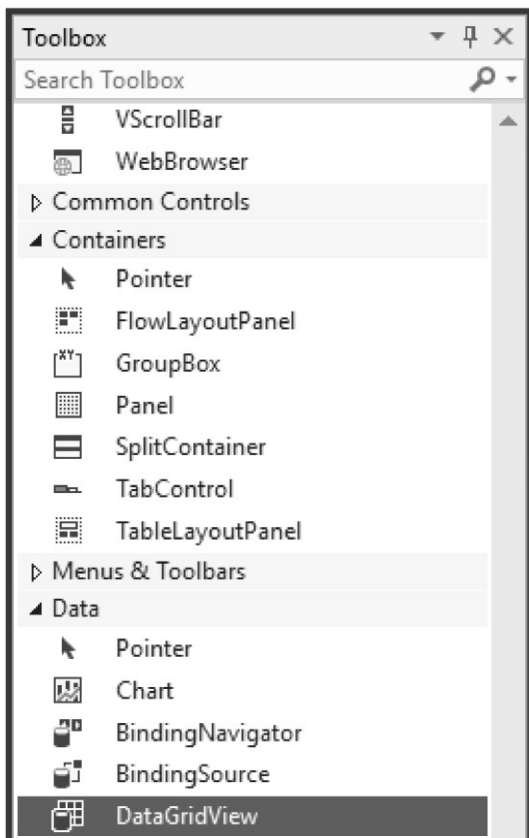 Toolbox
Search Toolbox
VScrollBar
WebBrowser
Common Controls
Containers
Pointer
FlowLayoutPanel
GroupBox
Panel
SplitContainer
TabControl
TableLayoutPanel
Menus & Toolbars
Data
Pointer
Chart
BindingNavigator
BindingSource
DataGridView